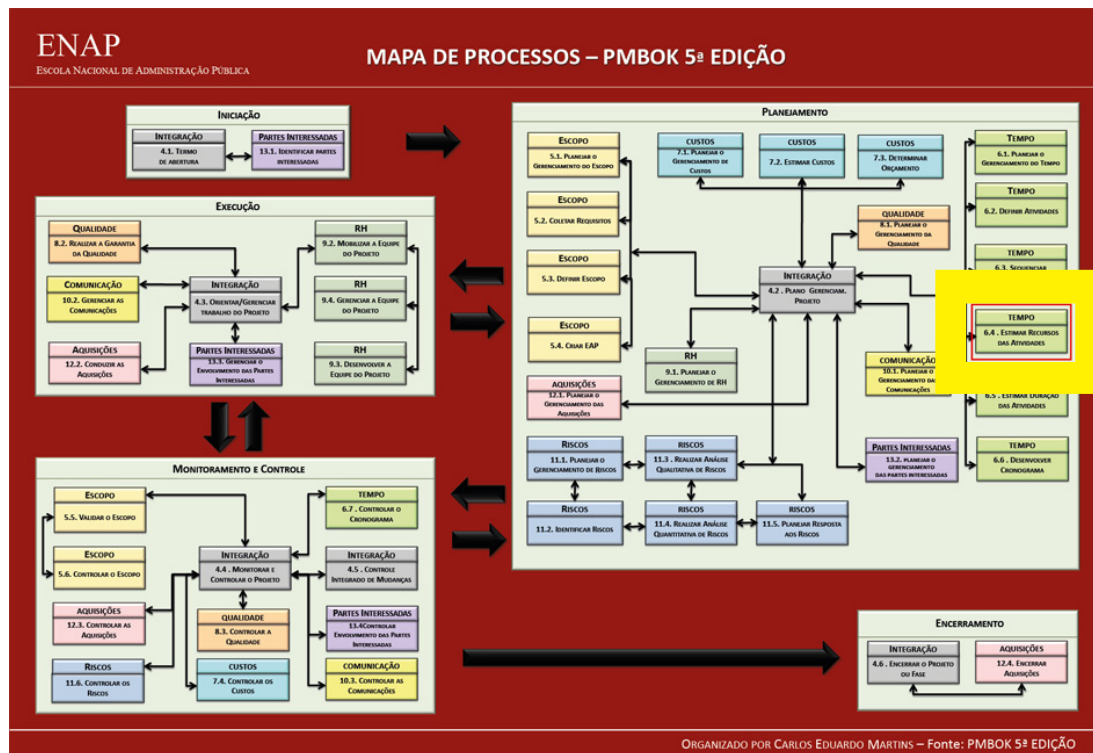 ENAP
ESCOLA NACIONAL DE ADMINISTRAÇÃO PÚBLICA
MAPA DE PROCESSOS – PMBOK 5ª EDIÇÃO
INICIAÇÃO
INTEGRAÇÃO
4.1. TERMO
DE ABERTURA
PARTES INTERESSADAS
13.1. IDENTIFICAR PARTES
INTERESSADAS
EXECUÇÃO
QUALIDADE
8.2. REALIZAR A GARANTIA
DA QUALIDADE
RH
9.2. MOBILIZAR A EQUIPE
DO PROJETO
COMUNICAÇÃO
10.2. GERENCIAR AS
COMUNICAÇÕES
INTEGRAÇÃO
4.3. ORIENTAR/GERENCIAR
TRABALHO DO PROJETO
RH
9.4. GERENCIAR A EQUIPE
DO PROJETO
AQUISIÇÕES
12.2. CONDUZIR AS
AQUISIÇÕES
PARTES INTERESSADAS
13.3. GERENCIAR O
ENVOLVIMENTO DAS PARTES
INTERESSADAS
RH
9.3. DESENVOLVER A
EQUIPE DO PROJETO
PLANEJAMENTO
ESCOPO
5.1. PLANEJAR O
GERENCIAMENTO DO ESCOPO
CUSTOS
7.1. PLANEJAR O
GERENCIAMENTO DE
CUSTOS
CUSTOS
7.2. ESTIMAR CUSTOS
CUSTOS
7.3. DETERMINAR
ORÇAMENTO
TEMPO
6.1. PLANEJAR O
GERENCIAMENTO DO TEMPO
ESCOPO
5.2. COLETAR REQUISITOS
QUALIDADE
8.1. PLANEJAR O
GERENCIAMENTO DA
QUALIDADE
TEMPO
6.2. DEFINIR ATIVIDADES
ESCOPO
5.3. DEFINIR ESCOPO
INTEGRAÇÃO
4.2 . PLANO GERENCIAM.
PROJETO
TEMPO
6.3. SEQUENCIAR
TEMPO
6.4 . ESTIMAR RECURSOS
DAS ATIVIDADES
ESCOPO
5.4. CRIAR EAP
RH
9.1. PLANEJAR O
GERENCIAMENTO DE RH
COMUNICAÇÃO
10.1. PLANEJAR O
GERENCIAMENTO DAS
COMUNICAÇÕES
6.5 . ESTIMAR DURAÇÃO
DAS ATIVIDADES
AQUISIÇÕES
12.1. PLANEJAR O
GERENCIAMENTO DAS
AQUISIÇÕES
RISCOS
11.1. PLANEJAR O
GERENCIAMENTO DE RISCOS
RISCOS
11.3 . REALIZAR ANÁLISE
QUALITATIVA DE RISCOS
PARTES INTERESSADAS
13.2. PLANEJAR O
GERENCIAMENTO
DAS PARTES INTERESSADAS
TEMPO
6.6 . DESENVOLVER
CRONOGRAMA
RISCOS
11.2. IDENTIFICAR RISCOS
RISCOS
11.4. REALIZAR ANÁLISE
QUANTITATIVA DE RISCOS
RISCOS
11.5. PLANEJAR RESPOSTA
AOS RISCOS
MONITORAMENTO E CONTROLE
ESCOPO
5.5. VALIDAR O ESCOPO
TEMPO
6.7 . CONTROLAR O
CRONOGRAMA
ESCOPO
5.6. CONTROLAR O ESCOPO
INTEGRAÇÃO
4.4 . MONITORAR E
CONTROLAR O PROJETO
INTEGRAÇÃO
4.5 . CONTROLE
INTEGRADO DE MUDANÇAS
AQUISIÇÕES
12.3. CONTROLAR AS
AQUISIÇÕES
QUALIDADE
8.3. CONTROLAR A
QUALIDADE
PARTES INTERESSADAS
13.4CONTROLAR
ENVOLVIMENTO DAS PARTES
INTERESSADAS
RISCOS
11.6. CONTROLAR OS
RISCOS
CUSTOS
7.4. CONTROLAR OS
CUSTOS
COMUNICAÇÃO
10.3. CONTROLAR AS
COMUNICAÇÕES
ENCERRAMENTO
INTEGRAÇÃO
4.6 . ENCERRAR O PROJETO
OU FASE
AQUISIÇÕES
12.4. ENCERRAR
AQUISIÇÕES
ORGANIZADO POR CARLOS EDUARDO MARTINS – Fonte: PMBOK 5ª EDIÇÃO